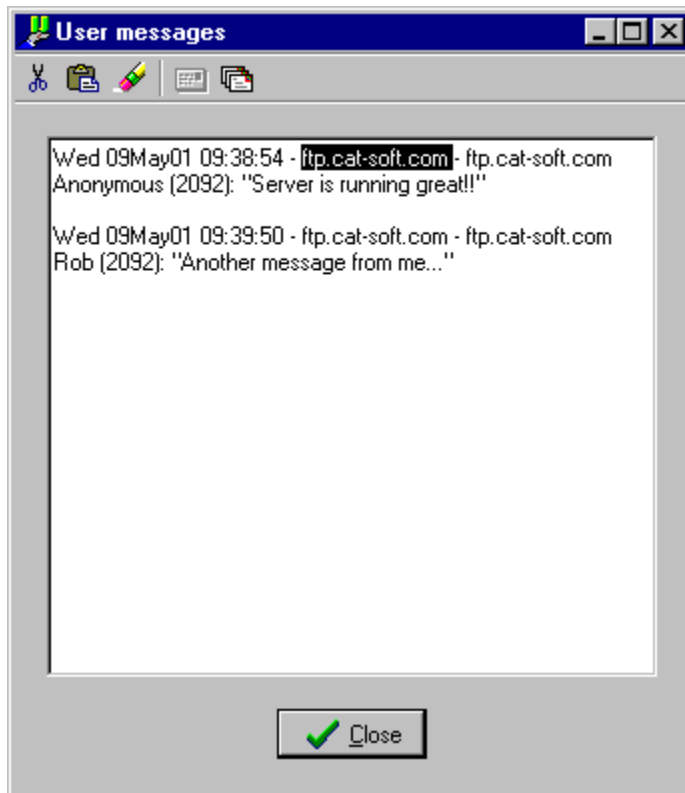 User messages
Wed 09May01 09:38:54 - ftp.cat-soft.com - ftp.cat-soft.com
Anonymous (2092): "Server is running great!!"
Wed 09May01 09:39:50 - ftp.cat-soft.com - ftp.cat-soft.com
Rob (2092): "Another message from me..."
Close